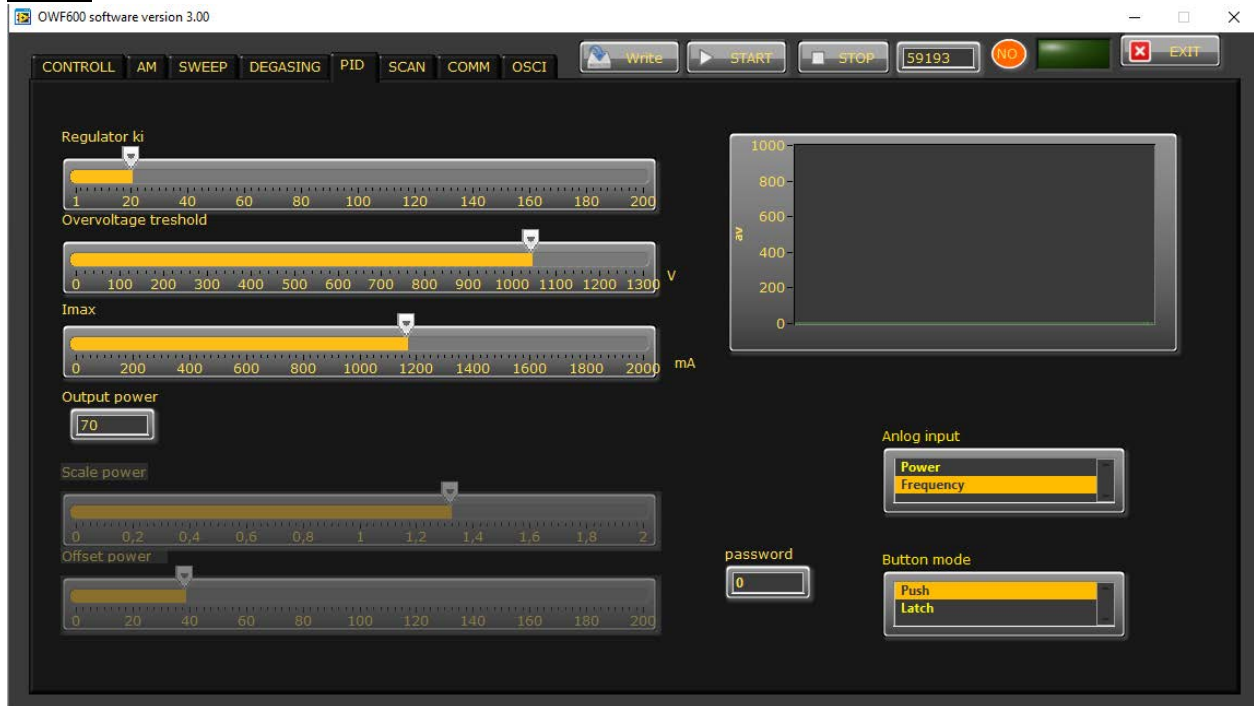 OWF600 software version 3.00
CONTROLL AM SWEEP DEGASING PID SCAN COMM OSCI Write START STOP 59193 NO EXIT
Regulator ki
1 20 40 60 80 100 120 140 160 180 200
Overvoltage treshold
0 100 200 300 400 500 600 700 800 900 1000 1100 1200 1300 V
Imax
0 200 400 600 800 1000 1200 1400 1600 1800 2000 mA
Output power
70
Scale power
0 0,2 0,4 0,6 0,8 1 1,2 1,4 1,6 1,8 2
Offset power
0 20 40 60 80 100 120 140 160 180 200
1000
800
600
av
400
200
0
Anlog input
Power
Frequency
password
0
Button mode
Push
Latch